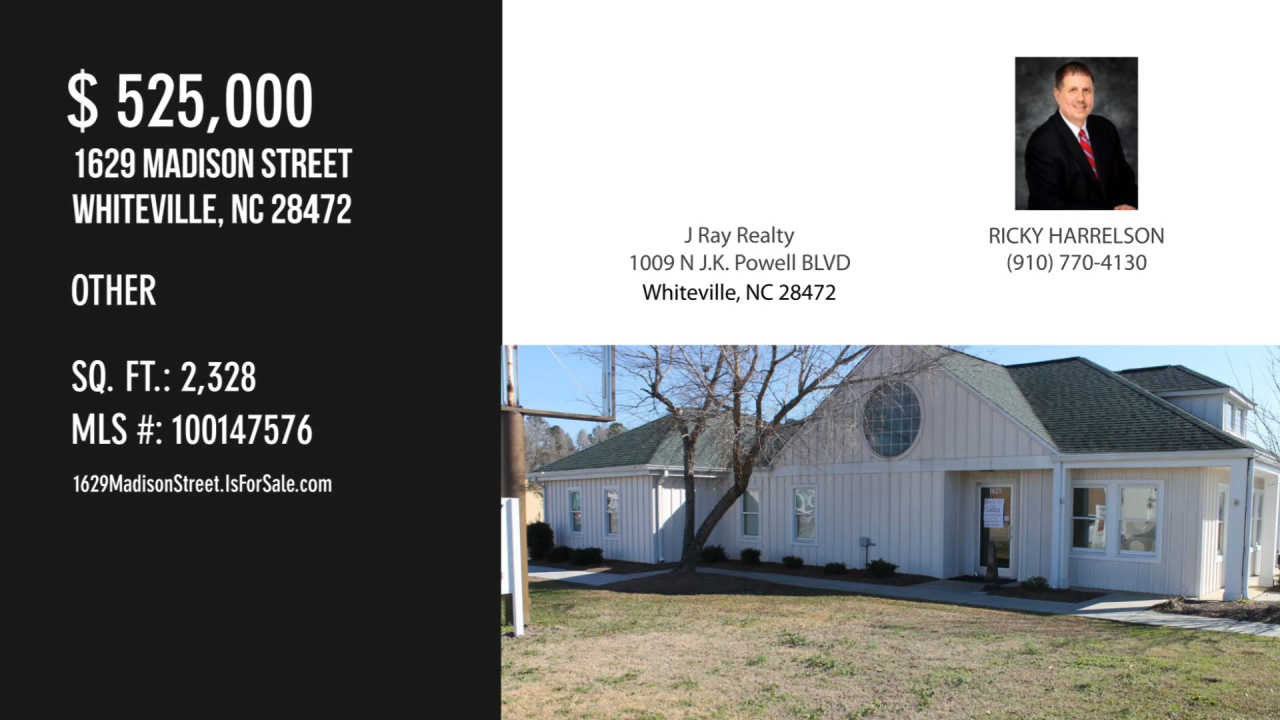 $ 525,000
1629 MADISON STREET
WHITEVILLE, NC 28472
OTHER
SQ. FT.: 2,328
MLS #: 100147576
1629MadisonStreet.IsForSale.com
J Ray Realty
1009 N J.K. Powell BLVD
Whiteville, NC 28472
RICKY HARRELSON
(910) 770-4130
1629